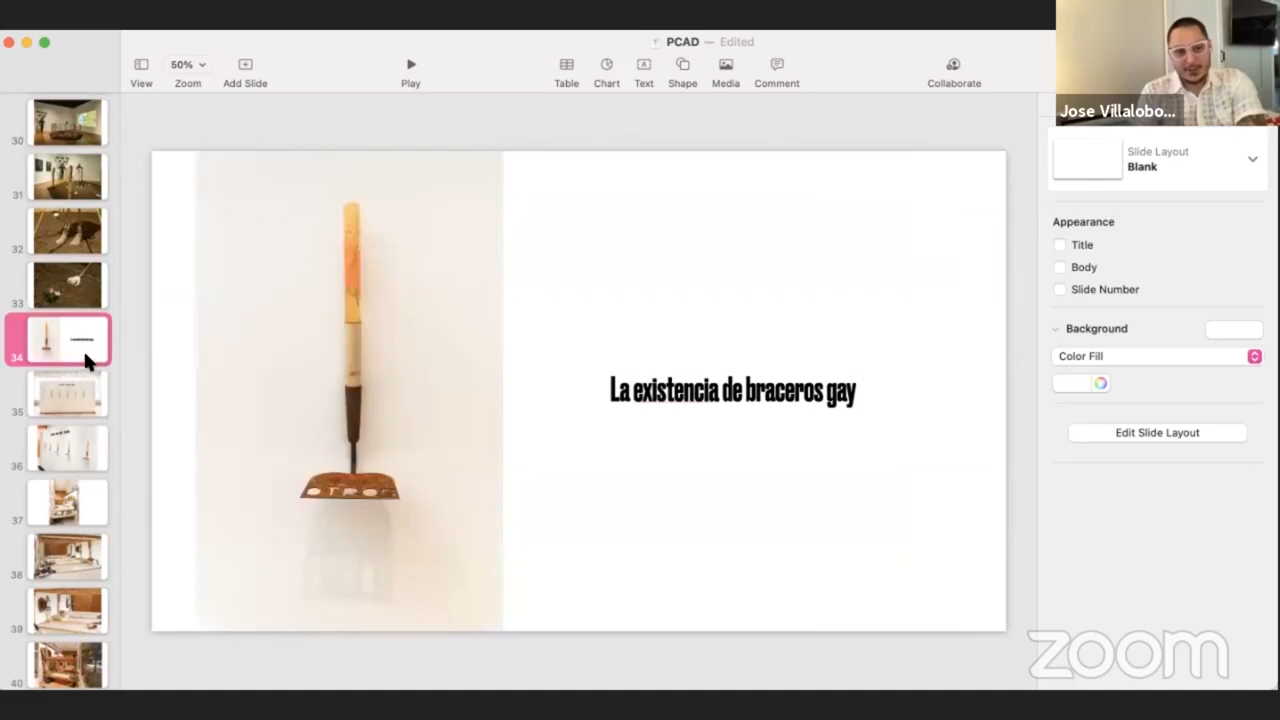 PCAD — Edited
50%
View
Zoom
Add Slide
Play
Table
Chart
Text
Shape
Media
Comment
Collaborate
Jose Villalobo...
30
31
32
33
34
35
36
37
38
39
40
La existencia de braceros gay
OTROS
Slide Layout
Blank
Appearance
Title
Body
Slide Number
Background
Color Fill
Edit Slide Layout
zoom